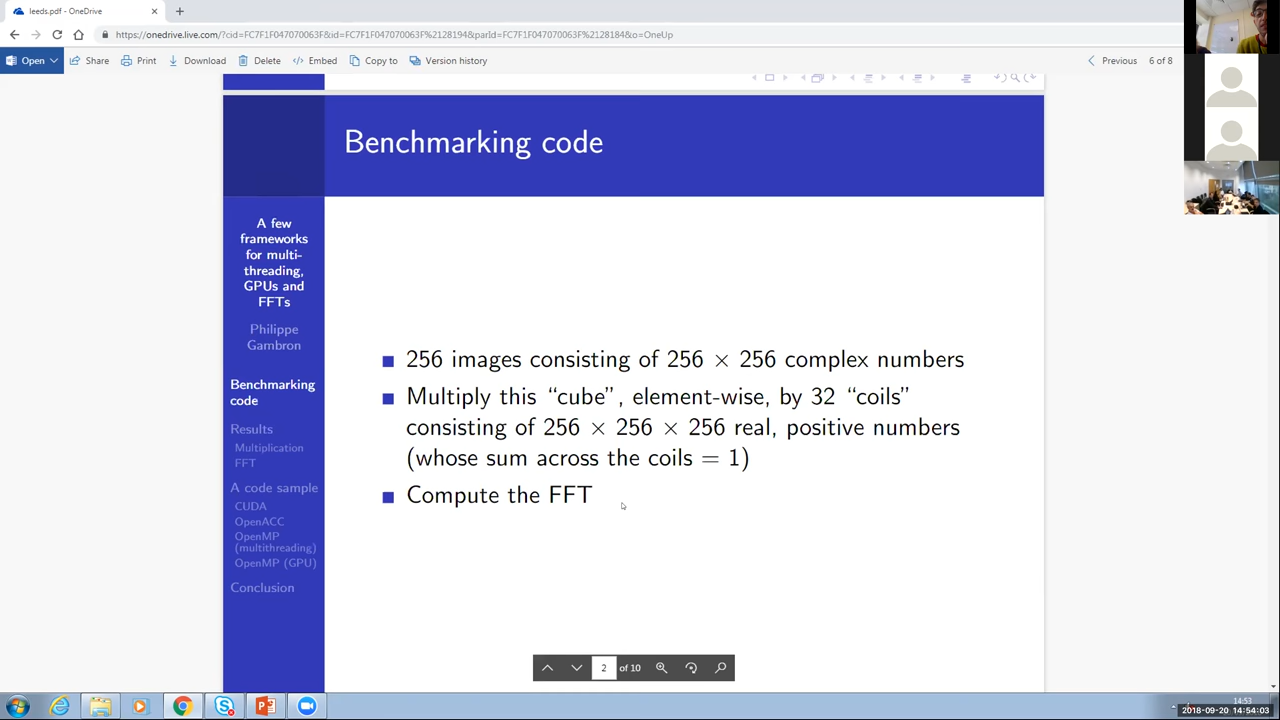 leeds.pdf - OneDrive
https://onedrive.live.com/?cid=FC7F1F047070063F&id=FC7F1F047070063F%2128194&parId=FC7F1F047070063F%2128184&o=OneUp
Open Share Print Download Delete Embed Copy to Version history Previous 6 of 8
Benchmarking code
A few
frameworks
for multi-
threading,
GPUs and
FFTs
Philippe
Gambron
Benchmarking
code
Results
Multiplication
FFT
A code sample
CUDA
OpenACC
OpenMP
(multithreading)
OpenMP (GPU)
Conclusion
256 images consisting of 256 × 256 complex numbers
Multiply this “cube”, element-wise, by 32 “coils”
consisting of 256 × 256 × 256 real, positive numbers
(whose sum across the coils = 1)
Compute the FFT
2 of 10
14:53
2018-09-20 14:54:03